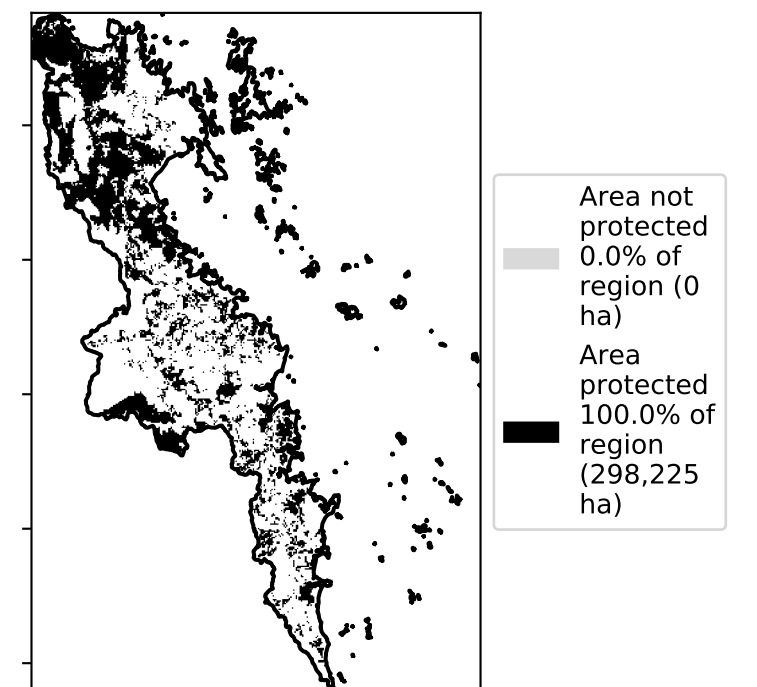 Area not
protected
0.0% of
region (0
ha)
Area
protected
100.0% of
region
(298,225
ha)